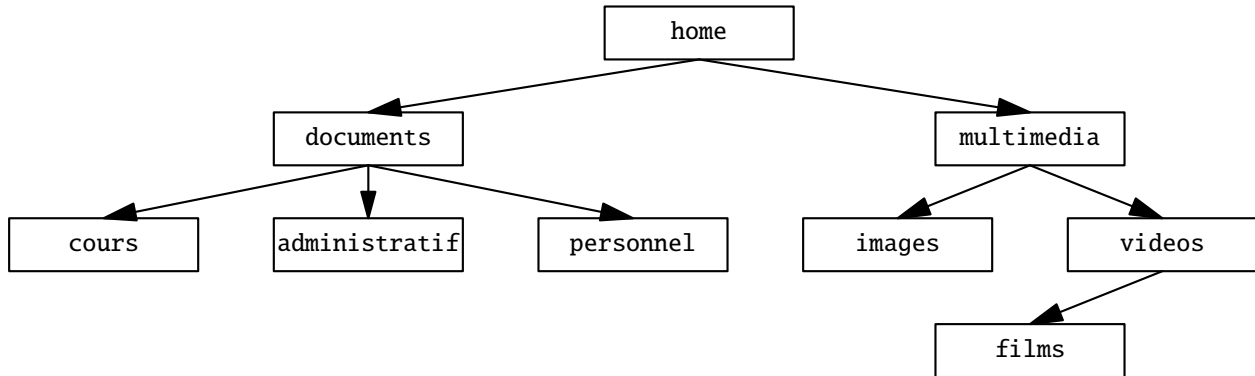 home
documents
multimedia
cours
administratif
personnel
images
videos
films